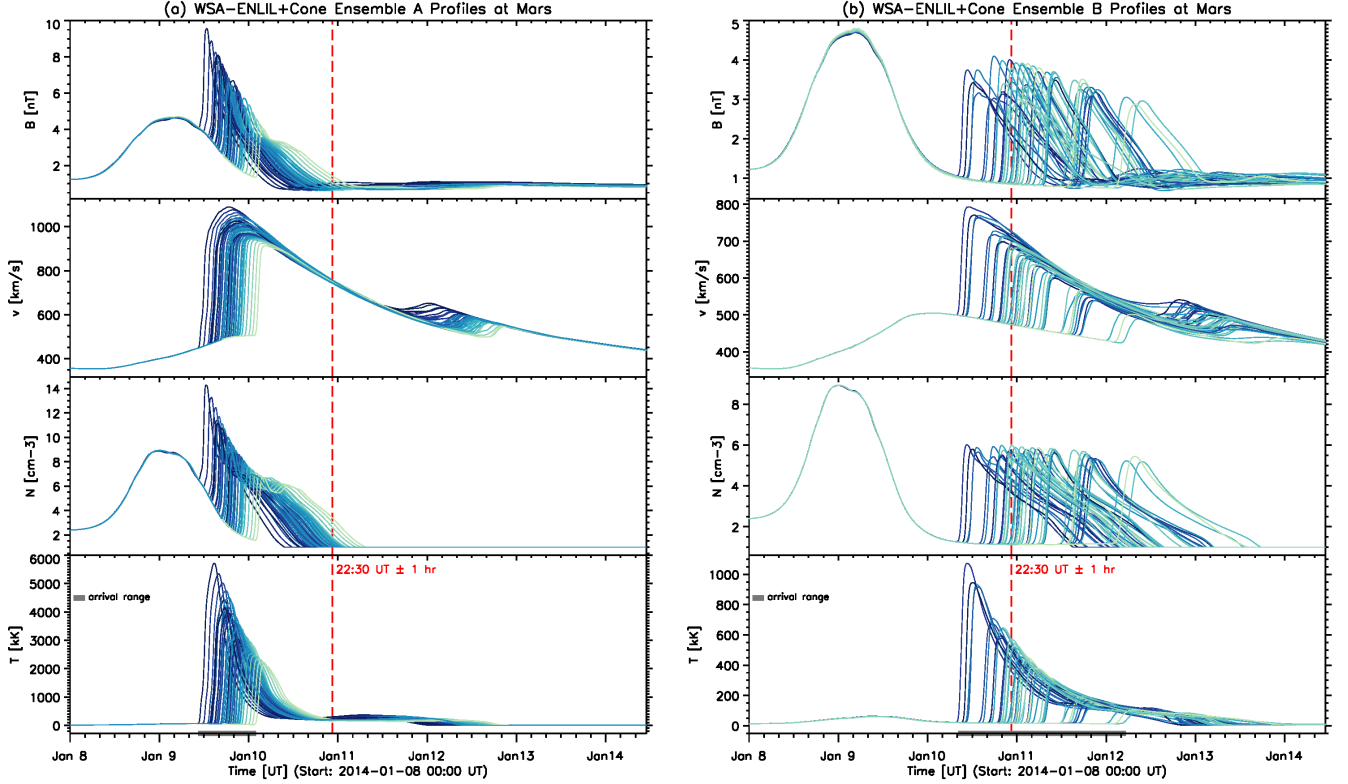 (a) WSA-ENLIL+Cone Ensemble A Profiles at Mars
B [nT]
10
8
6
4
2
v [km/s]
1000
800
600
400
N [cm-3]
14
12
10
8
6
4
2
T [kK]
6000
5000
4000
3000
2000
1000
0
22:30 UT ± 1 hr
arrival range
Jan 8
Jan 9
Jan10
Jan11
Jan12
Jan13
Jan14
Time [UT] (Start: 2014-01-08 00:00 UT)
(b) WSA-ENLIL+Cone Ensemble B Profiles at Mars
B [nT]
5
4
3
2
1
v [km/s]
800
700
600
500
400
N [cm-3]
8
6
4
2
T [kK]
1000
800
600
400
200
0
22:30 UT ± 1 hr
arrival range
Jan 8
Jan 9
Jan10
Jan11
Jan12
Jan13
Jan14
Time [UT] (Start: 2014-01-08 00:00 UT)